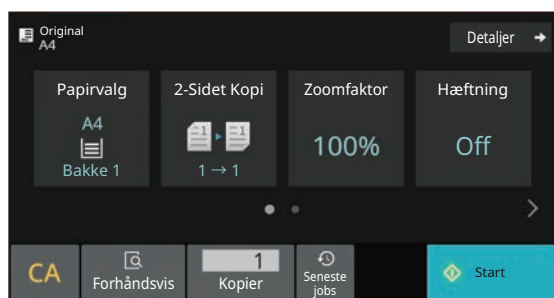 Original
A4
Detaljer
Papirvalg
A4
Bakke 1
2-Sidet Kopi
1 → 1
Zoomfaktor
100%
Hæftning
Off
CA
Forhåndsvis
1
Kopier
Seneste
jobs
Start